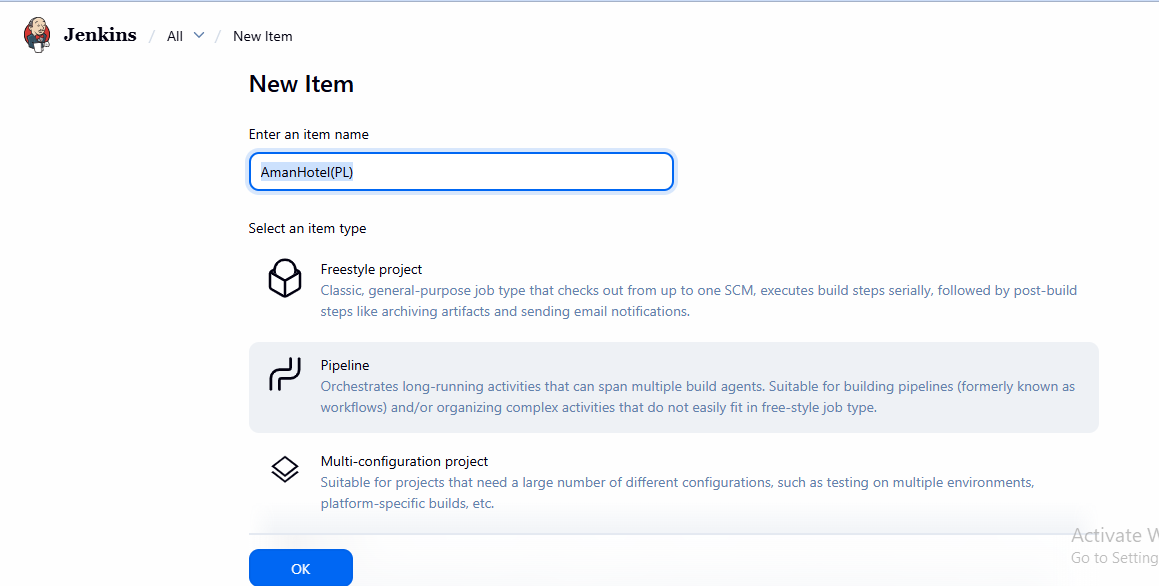 Jenkins / All / New Item
New Item
Enter an item name
AmanHotel(PL)
Select an item type
Freestyle project
Classic, general-purpose job type that checks out from up to one SCM, executes build steps serially, followed by post-build
steps like archiving artifacts and sending email notifications.
Pipeline
Orchestrates long-running activities that can span multiple build agents. Suitable for building pipelines (formerly known as
workflows) and/or organizing complex activities that do not easily fit in free-style job type.
Multi-configuration project
Suitable for projects that need a large number of different configurations, such as testing on multiple environments,
platform-specific builds, etc.
Activate W
Go to Setting
OK